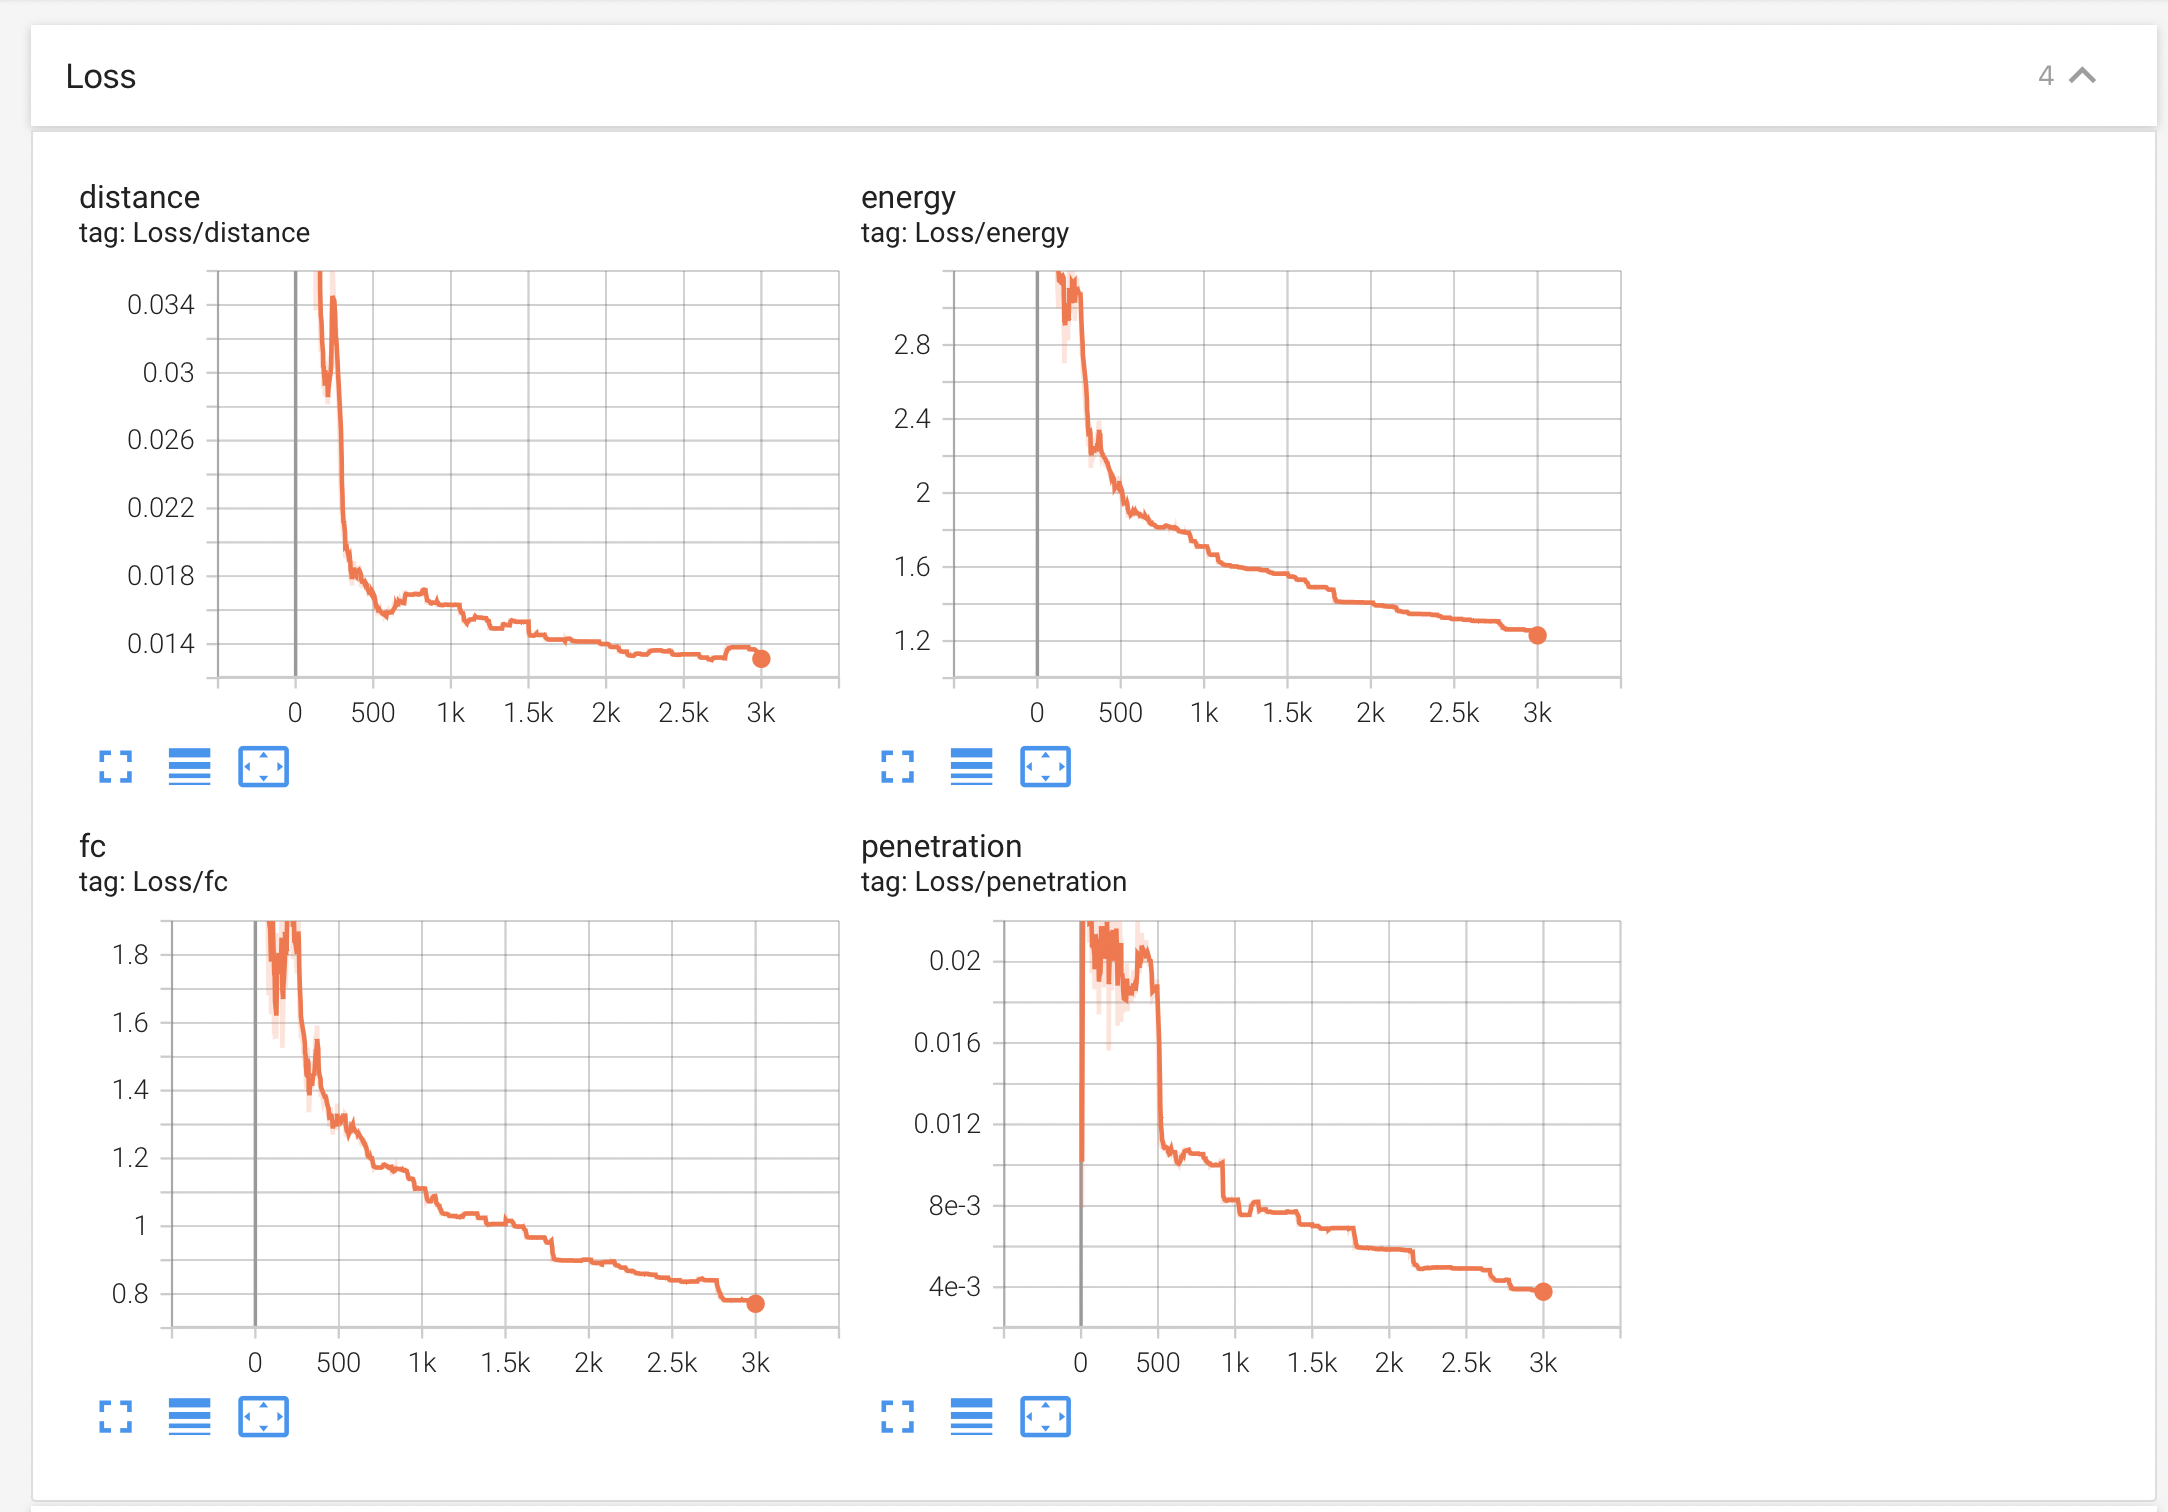 Loss
4
distance
tag: Loss/distance
0.034
0.03
0.026
0.022
0.018
0.014
0 500 1k 1.5k 2k 2.5k 3k
energy
tag: Loss/energy
2.8
2.4
2
1.6
1.2
0 500 1k 1.5k 2k 2.5k 3k
fc
tag: Loss/fc
1.8
1.6
1.4
1.2
1
0.8
0 500 1k 1.5k 2k 2.5k 3k
penetration
tag: Loss/penetration
0.02
0.016
0.012
8e-3
4e-3
0 500 1k 1.5k 2k 2.5k 3k